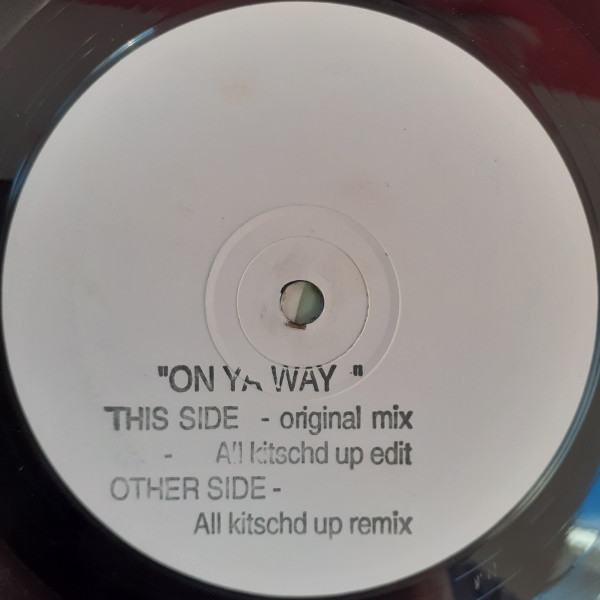 "ON YA WAY -"
THIS SIDE - original mix
- All kitschd up edit
OTHER SIDE -
All kitschd up remix